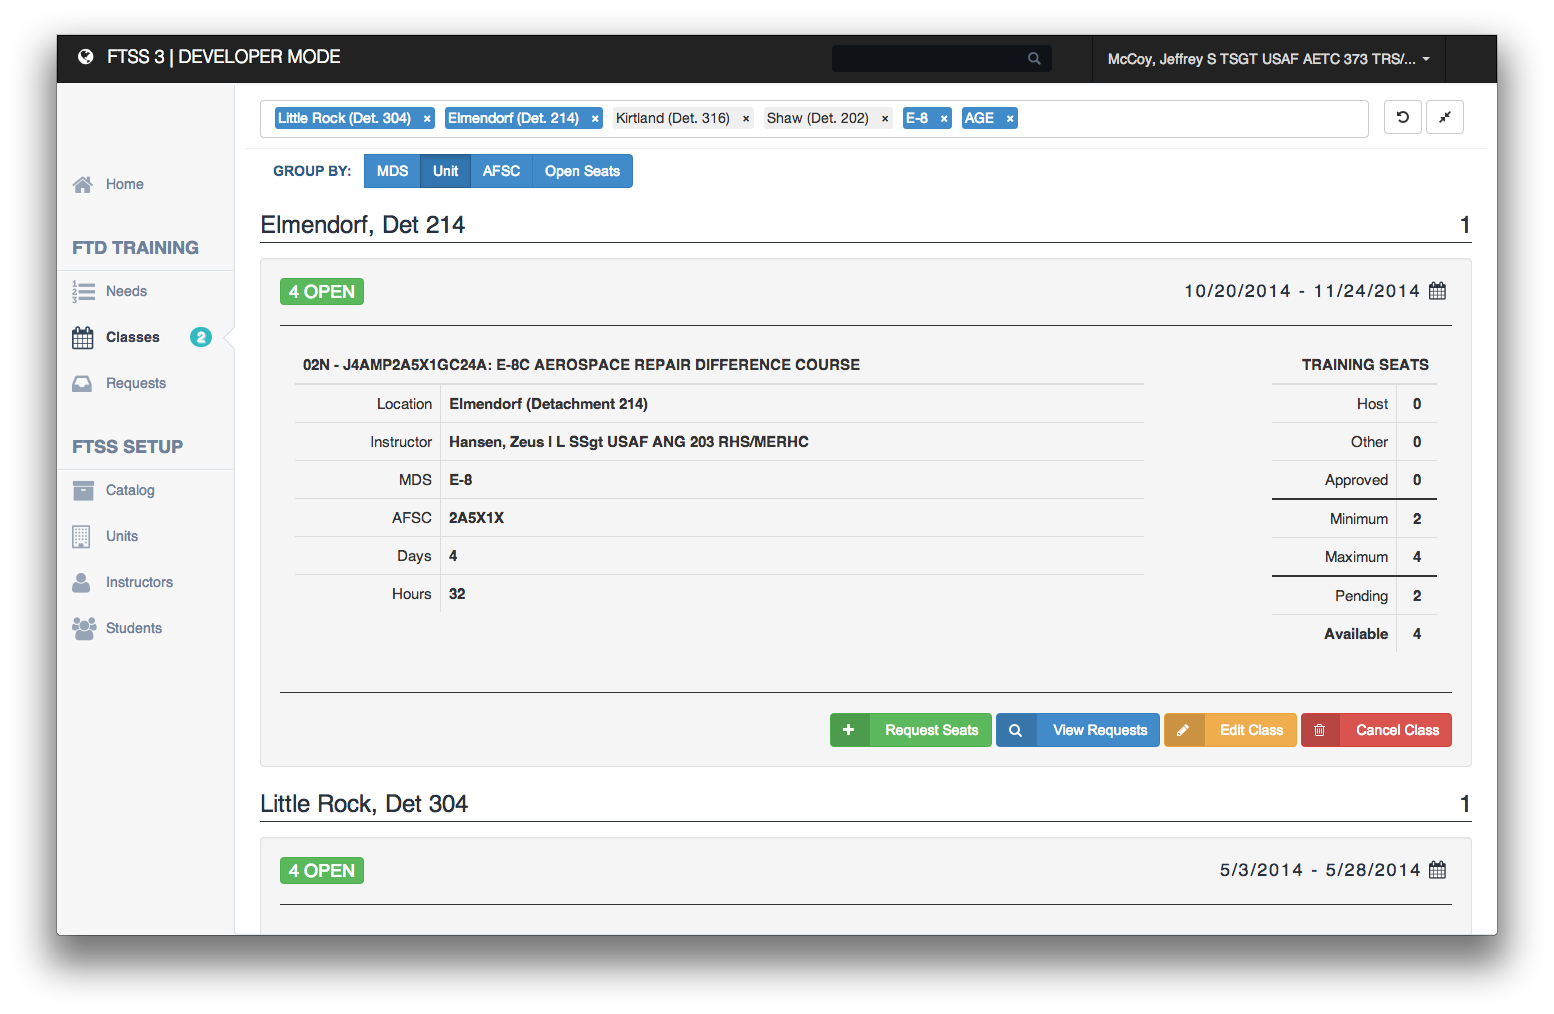 FTSS 3 | DEVELOPER MODE
McCoy, Jeffrey S TSGT USAF AETC 373 TRS/...
Little Rock (Det. 304) × Elmendorf (Det. 214) × Kirtland (Det. 316) × Shaw (Det. 202) × E-8 × AGE ×
GROUP BY: MDS Unit AFSC Open Seats
Home
FTD TRAINING
Needs
Classes 2
Requests
FTSS SETUP
Catalog
Units
Instructors
Students
Elmendorf, Det 214 1
4 OPEN 10/20/2014 - 11/24/2014
02N - J4AMP2A5X1GC24A: E-8C AEROSPACE REPAIR DIFFERENCE COURSE
Location Elmendorf (Detachment 214)
Instructor Hansen, Zeus I L SSgt USAF ANG 203 RHS/MERHC
MDS E-8
AFSC 2A5X1X
Days 4
Hours 32
TRAINING SEATS
Host 0
Other 0
Approved 0
Minimum 2
Maximum 4
Pending 2
Available 4
Request Seats View Requests Edit Class Cancel Class
Little Rock, Det 304 1
4 OPEN 5/3/2014 - 5/28/2014